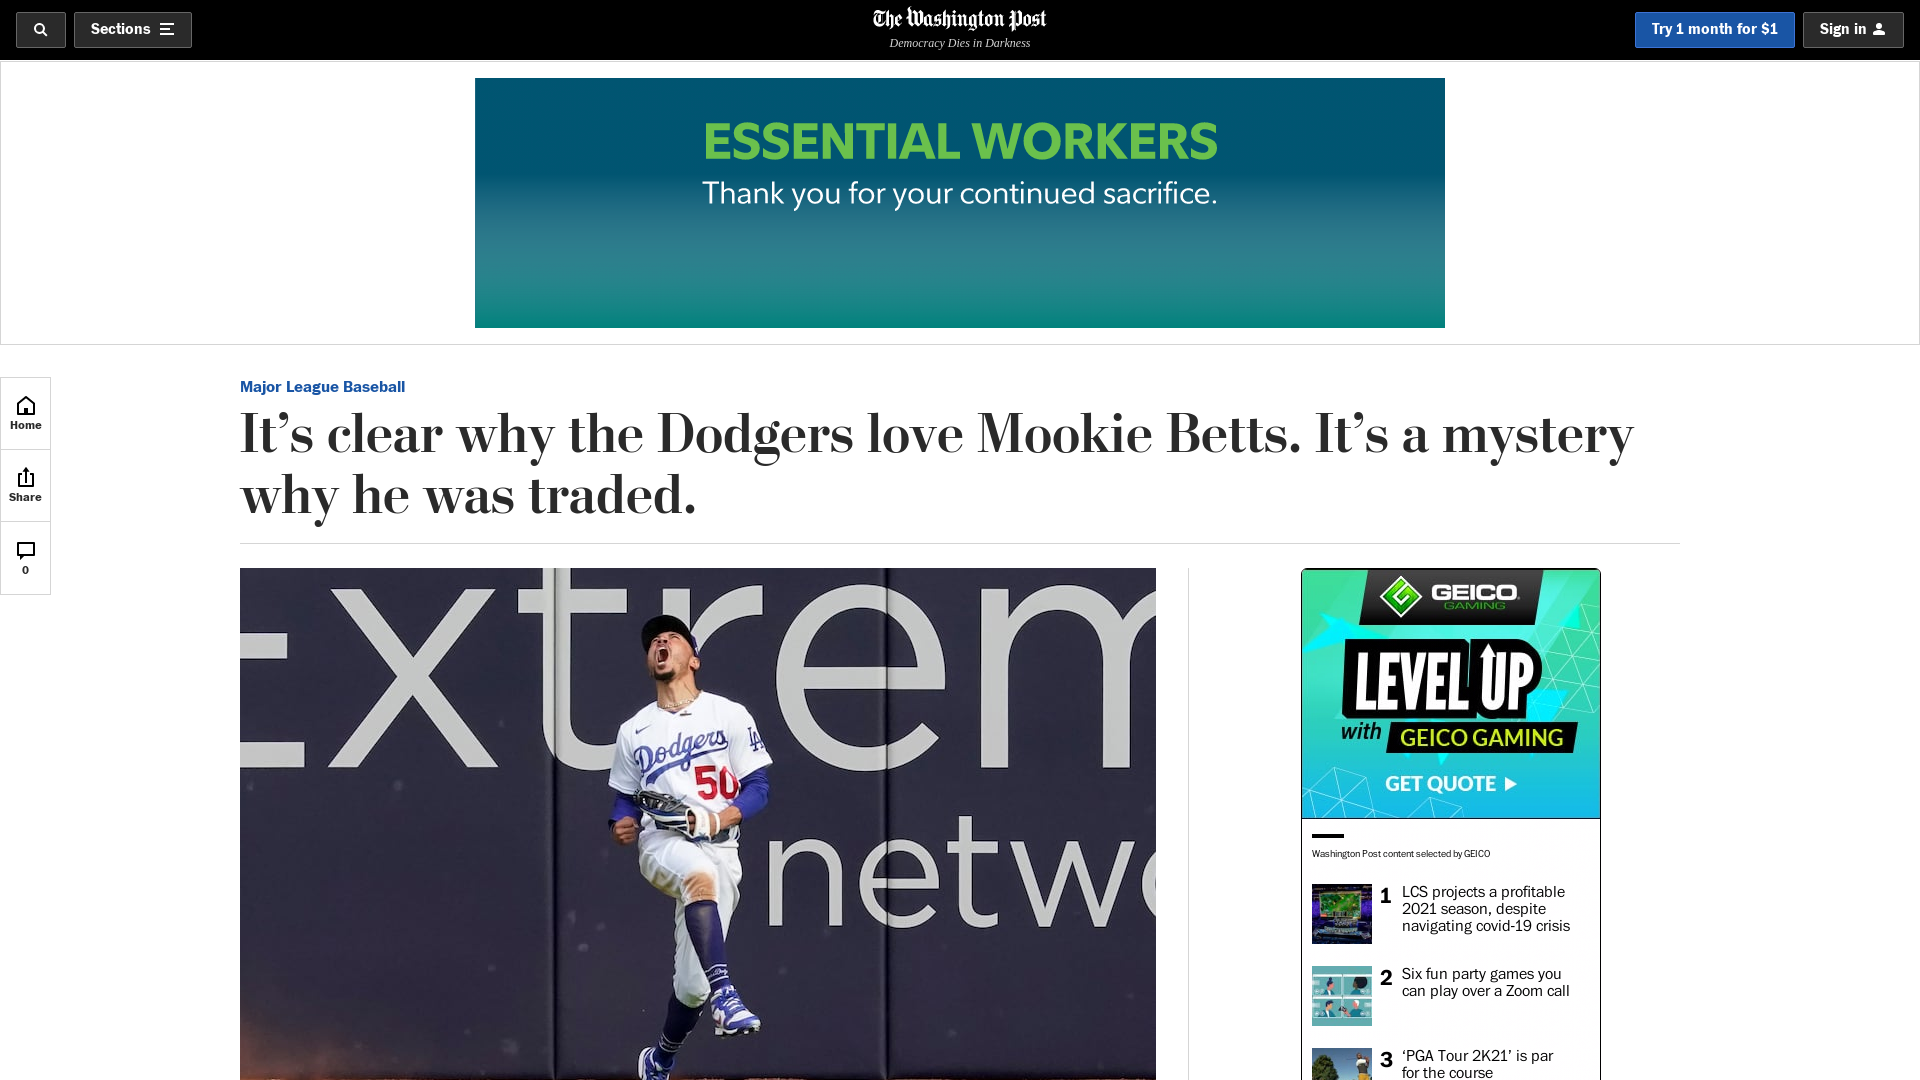 Sections
The Washington Post
Democracy Dies in Darkness
Try 1 month for $1
Sign in
ESSENTIAL WORKERS
Thank you for your continued sacrifice.
Home
Share
0
Major League Baseball
It’s clear why the Dodgers love Mookie Betts. It’s a mystery
why he was traded.
Extrem
netwo
Dodgers
LA
50
GEICO
GAMING
LEVEL UP
with GEICO GAMING
GET QUOTE
Washington Post content selected by GEICO
1 LCS projects a profitable
2021 season, despite
navigating covid-19 crisis
2 Six fun party games you
can play over a Zoom call
3 ‘PGA Tour 2K21’ is par
for the course